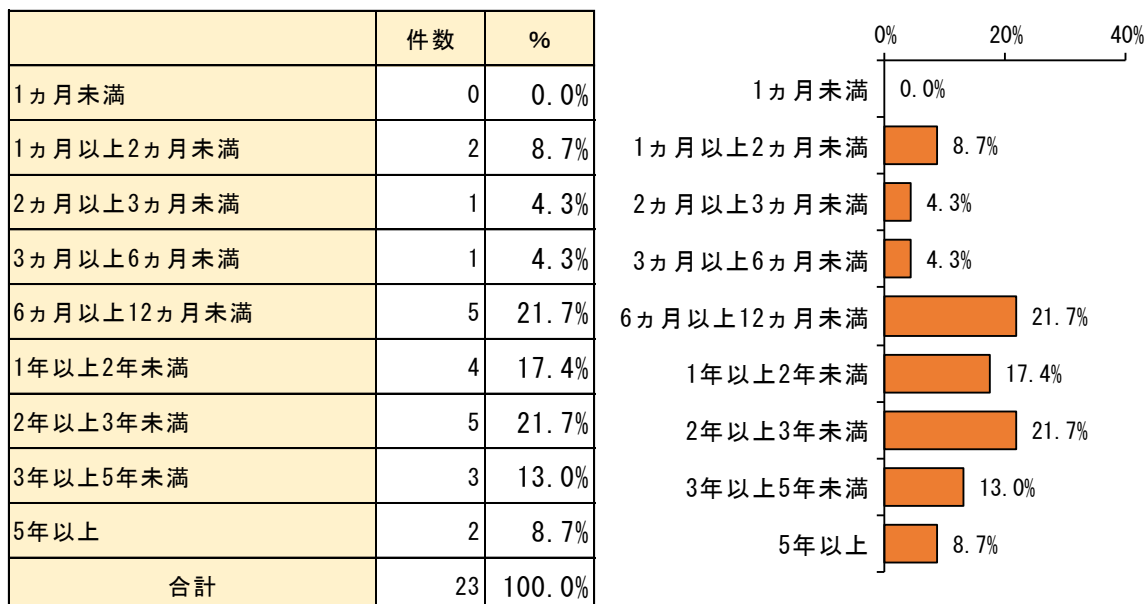 件数 %
1ヵ月未満 0 0.0%
1ヵ月以上2ヵ月未満 2 8.7%
2ヵ月以上3ヵ月未満 1 4.3%
3ヵ月以上6ヵ月未満 1 4.3%
6ヵ月以上12ヵ月未満 5 21.7%
1年以上2年未満 4 17.4%
2年以上3年未満 5 21.7%
3年以上5年未満 3 13.0%
5年以上 2 8.7%
合計 23 100.0%
0% 20% 40%
1ヵ月未満 0.0%
1ヵ月以上2ヵ月未満 8.7%
2ヵ月以上3ヵ月未満 4.3%
3ヵ月以上6ヵ月未満 4.3%
6ヵ月以上12ヵ月未満 21.7%
1年以上2年未満 17.4%
2年以上3年未満 21.7%
3年以上5年未満 13.0%
5年以上 8.7%